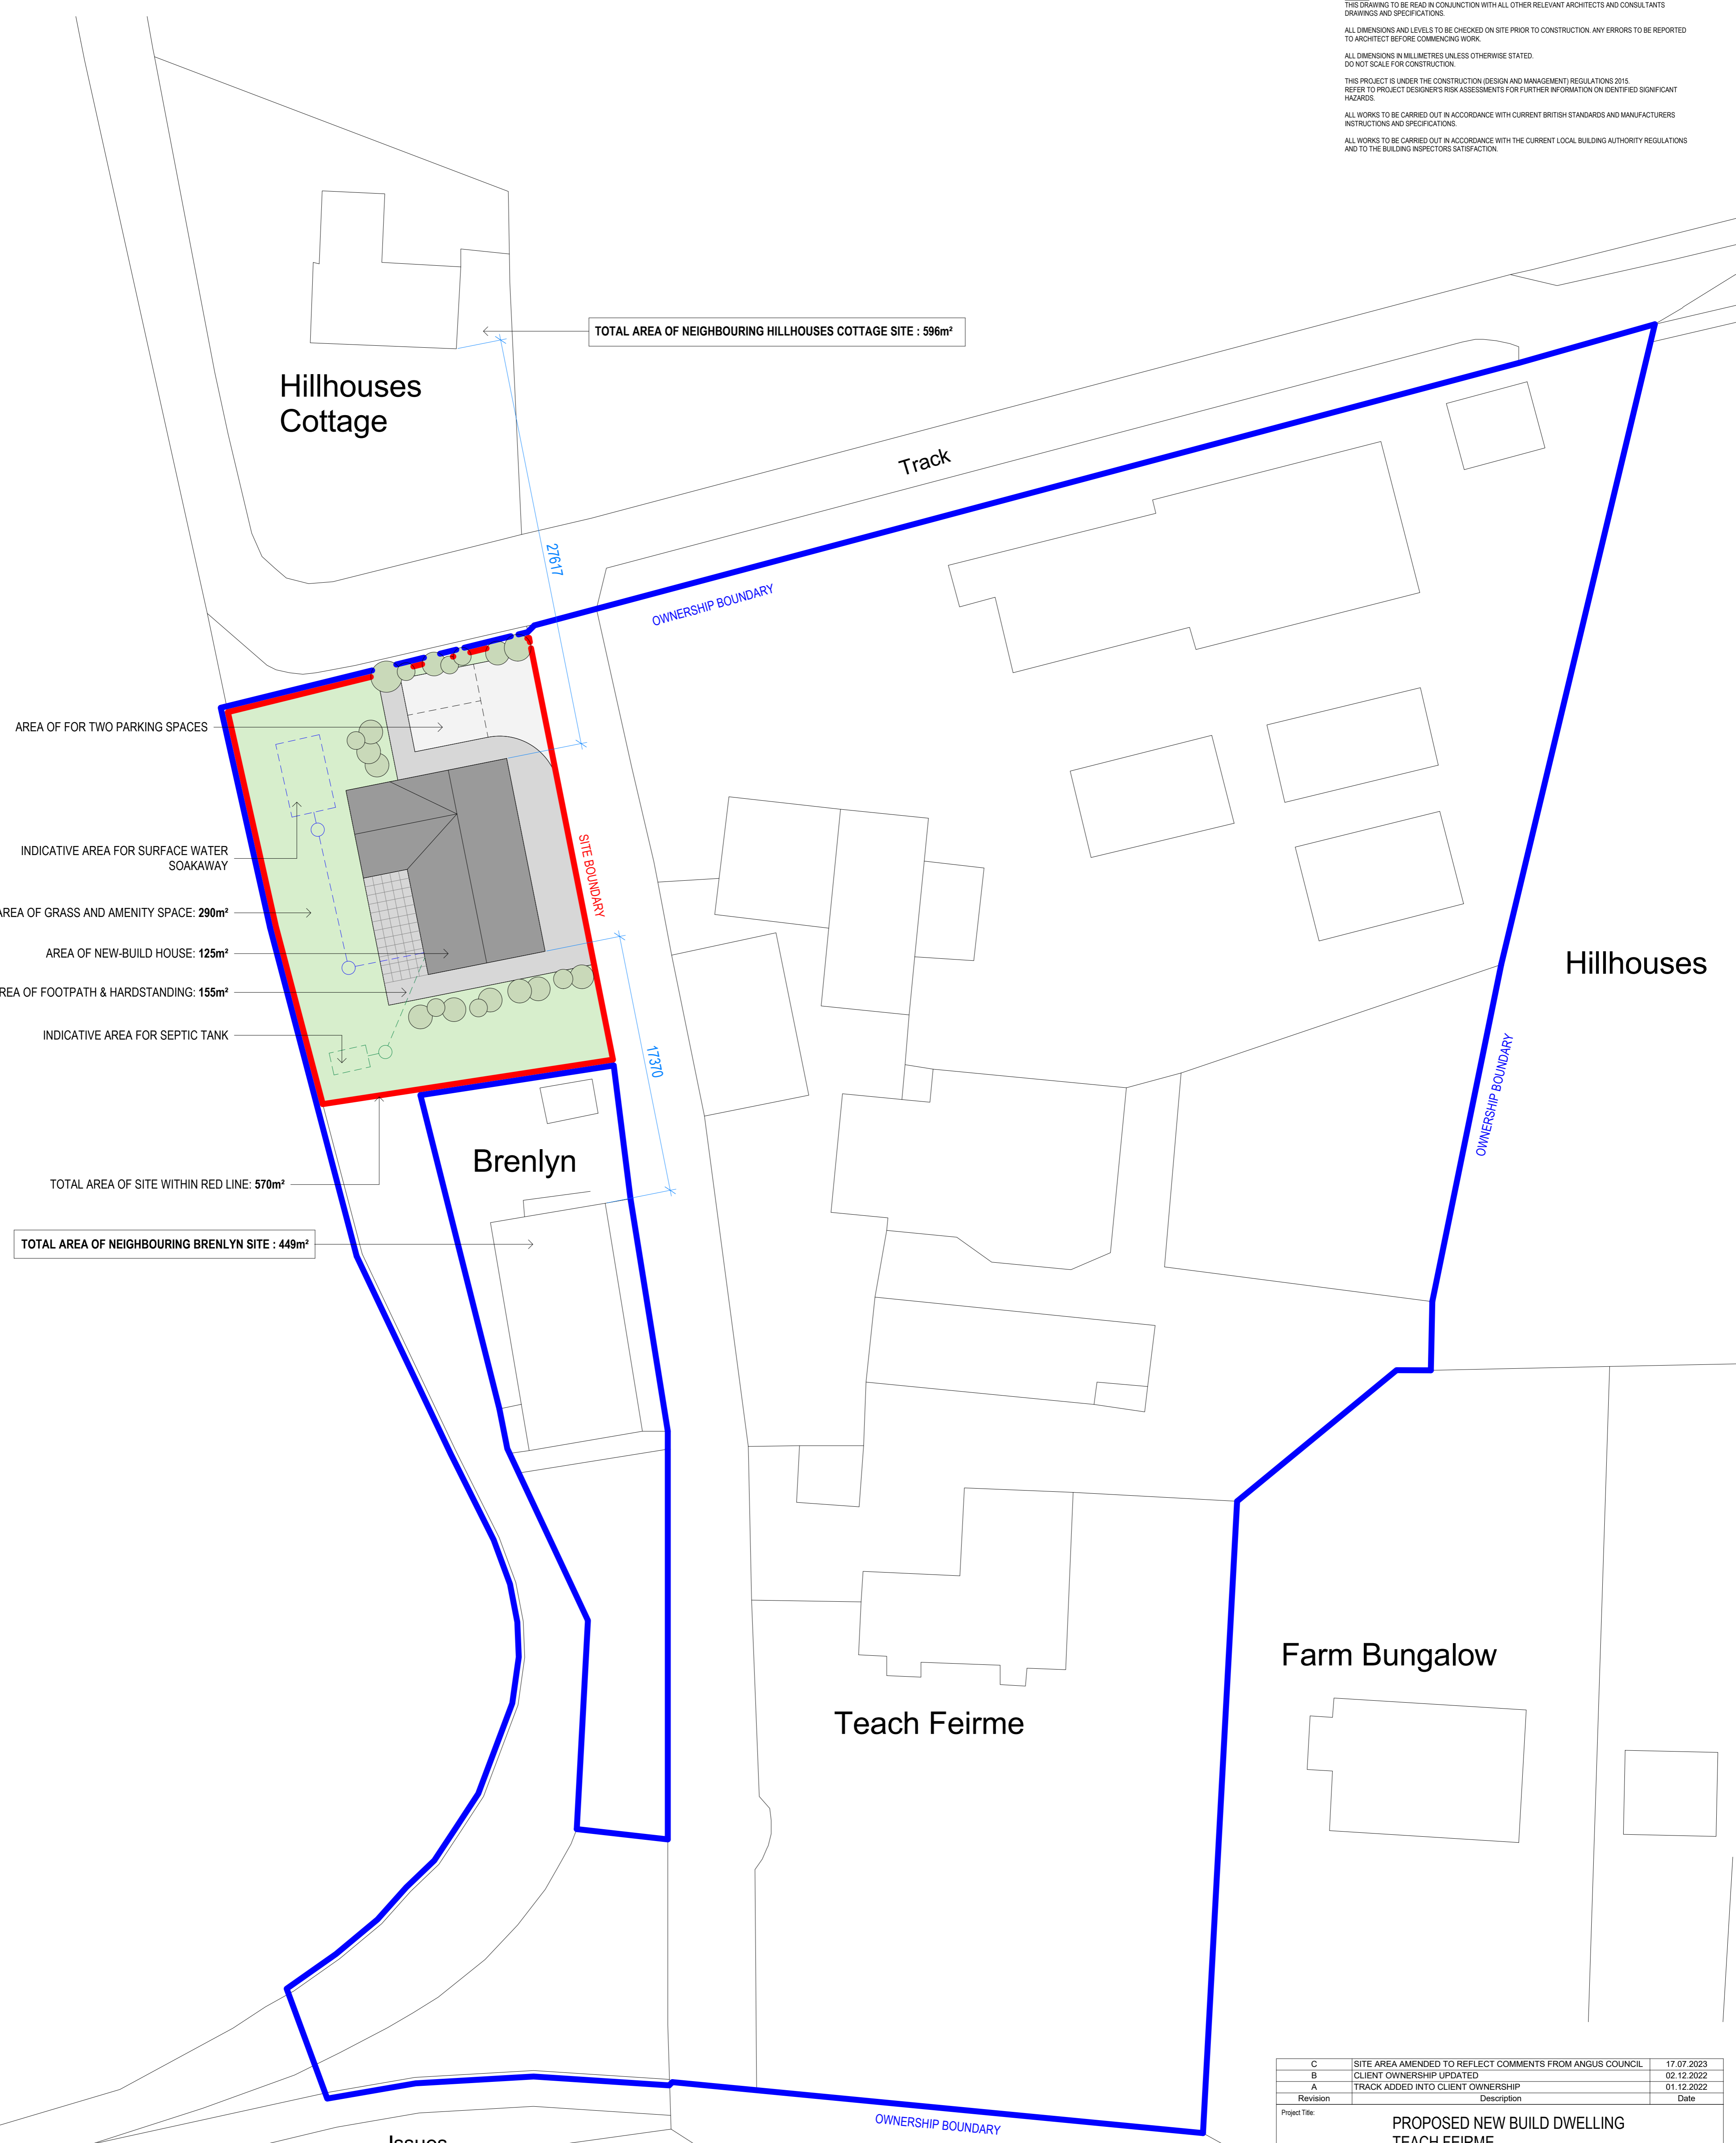 THIS DRAWING TO BE READ IN CONJUNCTION WITH ALL OTHER RELEVANT ARCHITECTS AND CONSULTANTS
DRAWINGS AND SPECIFICATIONS.
ALL DIMENSIONS AND LEVELS TO BE CHECKED ON SITE PRIOR TO CONSTRUCTION. ANY ERRORS TO BE REPORTED
TO ARCHITECT BEFORE COMMENCING WORK.
ALL DIMENSIONS IN MILLIMETRES UNLESS OTHERWISE STATED.
DO NOT SCALE FOR CONSTRUCTION.
THIS PROJECT IS UNDER THE CONSTRUCTION (DESIGN AND MANAGEMENT) REGULATIONS 2015.
REFER TO PROJECT DESIGNER'S RISK ASSESSMENTS FOR FURTHER INFORMATION ON IDENTIFIED SIGNIFICANT
HAZARDS.
ALL WORKS TO BE CARRIED OUT IN ACCORDANCE WITH CURRENT BRITISH STANDARDS AND MANUFACTURERS
INSTRUCTIONS AND SPECIFICATIONS.
ALL WORKS TO BE CARRIED OUT IN ACCORDANCE WITH THE CURRENT LOCAL BUILDING AUTHORITY REGULATIONS
AND TO THE BUILDING INSPECTORS SATISFACTION.
TOTAL AREA OF NEIGHBOURING HILLHOUSES COTTAGE SITE : 596m²
Hillhouses
Cottage
Track
27617
OWNERSHIP BOUNDARY
AREA OF FOR TWO PARKING SPACES
INDICATIVE AREA FOR SURFACE WATER
SOAKAWAY
SITE BOUNDARY
AREA OF GRASS AND AMENITY SPACE: 290m²
AREA OF NEW-BUILD HOUSE: 125m²
Hillhouses
AREA OF FOOTPATH & HARDSTANDING: 155m²
INDICATIVE AREA FOR SEPTIC TANK
17370
OWNERSHIP BOUNDARY
Brenlyn
TOTAL AREA OF SITE WITHIN RED LINE: 570m²
TOTAL AREA OF NEIGHBOURING BRENLYN SITE : 449m²
Farm Bungalow
Teach Feirme
C SITE AREA AMENDED TO REFLECT COMMENTS FROM ANGUS COUNCIL 17.07.2023
B CLIENT OWNERSHIP UPDATED 02.12.2022
A TRACK ADDED INTO CLIENT OWNERSHIP 01.12.2022
Revision Description Date
Project Title:
PROPOSED NEW BUILD DWELLING
TEACH FEIRME
OWNERSHIP BOUNDARY
Issues